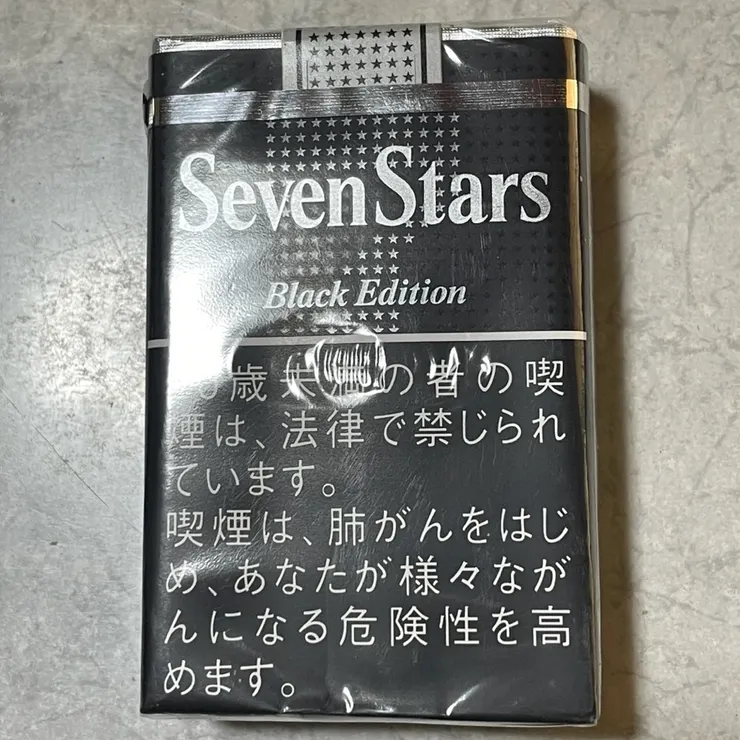 Seven Stars
Black Edition
歳未満の者の喫
煙は、法律で禁じられ
ています。
喫煙は、肺がんをはじ
め、あなたが様々なが
んになる危険性を高
めます。